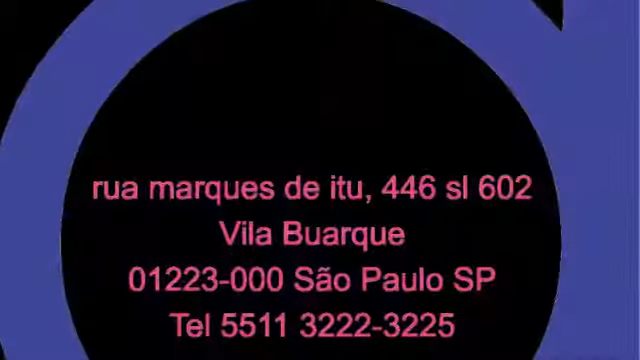 rua marques de itu, 446 sl 602
Vila Buarque
01223-000 São Paulo SP
Tel 5511 3222-3225